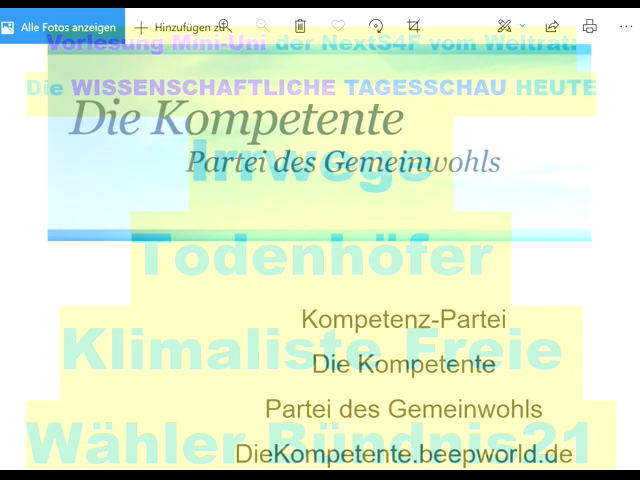 Alle Fotos anzeigen Hinzufügen zu
Vorlesung Mini-Uni der NextS4F vom Weltrat:
Die WISSENSCHAFTLICHE TAGESSCHAU HEUTE
Die Kompetente
Partei des Gemeinwohls
Irrwege
Todenhöfer
Kompetenz-Partei
Klimaliste Freie
Die Kompetente
Partei des Gemeinwohls
Wähler Bündnis21
DieKompetente.beepworld.de